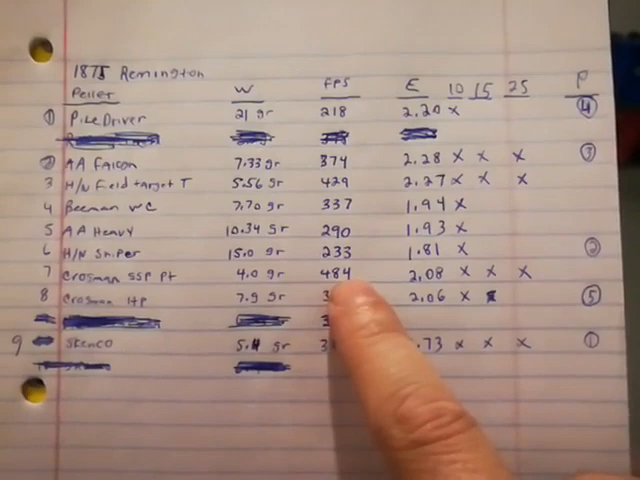 1875 Remington
Pellet W FPS E 10 15 25 P
① PileDriver 21 gr 218 2.20 x ④
② AA Falcon 7.33 gr 374 2.28 x x x ③
3 H/N Field target T 5.56 gr 429 2.27 x x x
4 Beeman WC 7.70 gr 337 1.94 x
5 AA Heavy 10.34 gr 290 1.93 x
6 H/N Sniper 15.0 gr 233 1.81 x ②
7 Crosman SSP Pt 4.0 gr 484 2.08 x x x
8 Crosman HP 7.9 gr 2.06 x ⑤
9 .73 x x x ①